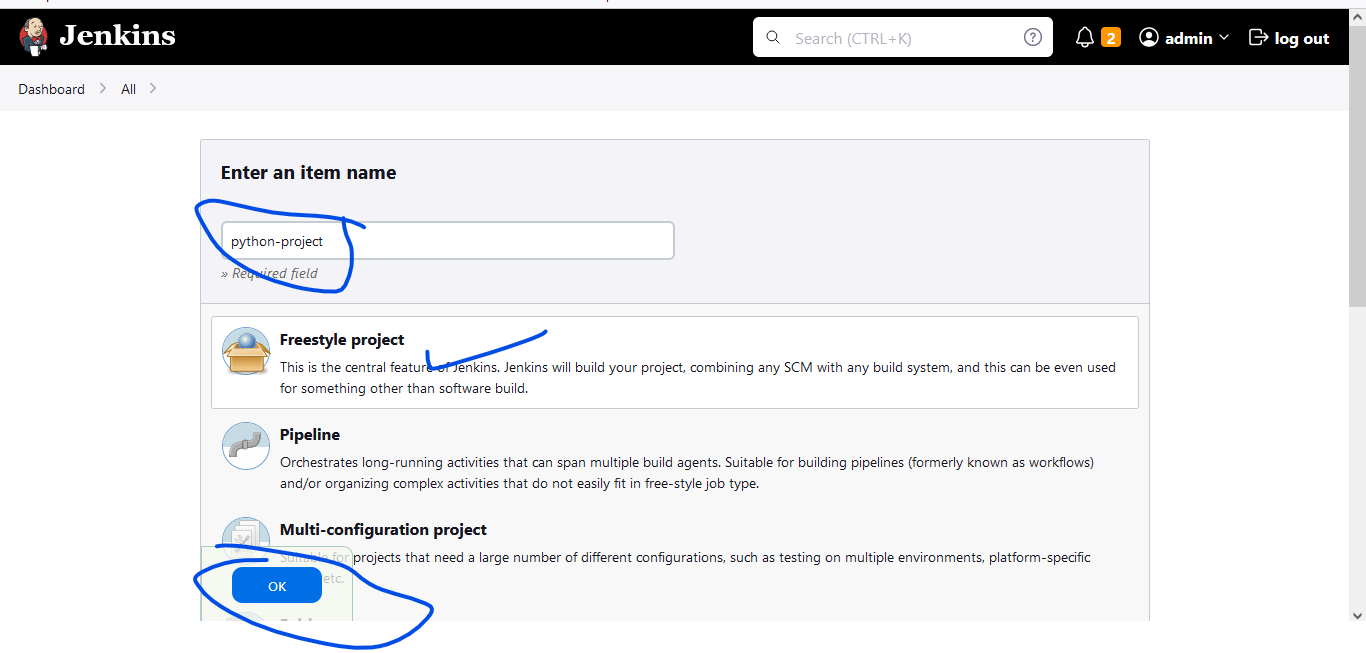 Jenkins
Search (CTRL+K)
2
admin
log out
Dashboard
All
Enter an item name
python-project
» Required field
Freestyle project
This is the central feature of Jenkins. Jenkins will build your project, combining any SCM with any build system, and this can be even used
for something other than software build.
Pipeline
Orchestrates long-running activities that can span multiple build agents. Suitable for building pipelines (formerly known as workflows)
and/or organizing complex activities that do not easily fit in free-style job type.
Multi-configuration project
Suitable for projects that need a large number of different configurations, such as testing on multiple environments, platform-specific
etc.
OK